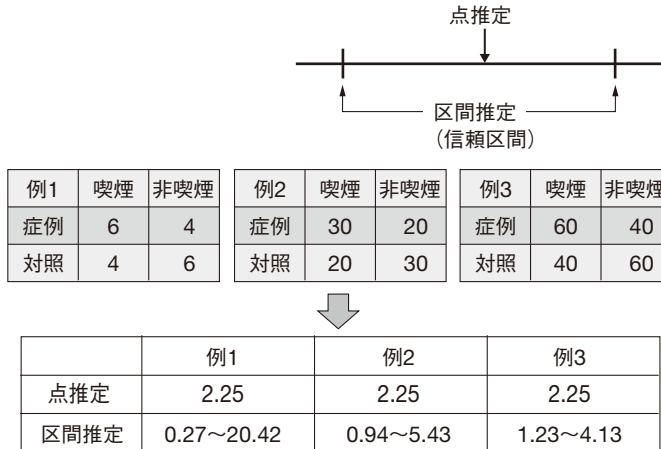 点推定
区間推定
(信頼区間)
例1 喫煙 非喫煙
症例 6 4
対照 4 6
例2 喫煙 非喫煙
症例 30 20
対照 20 30
例3 喫煙 非喫煙
症例 60 40
対照 40 60
例1 例2 例3
点推定 2.25 2.25 2.25
区間推定 0.27〜20.42 0.94〜5.43 1.23〜4.13